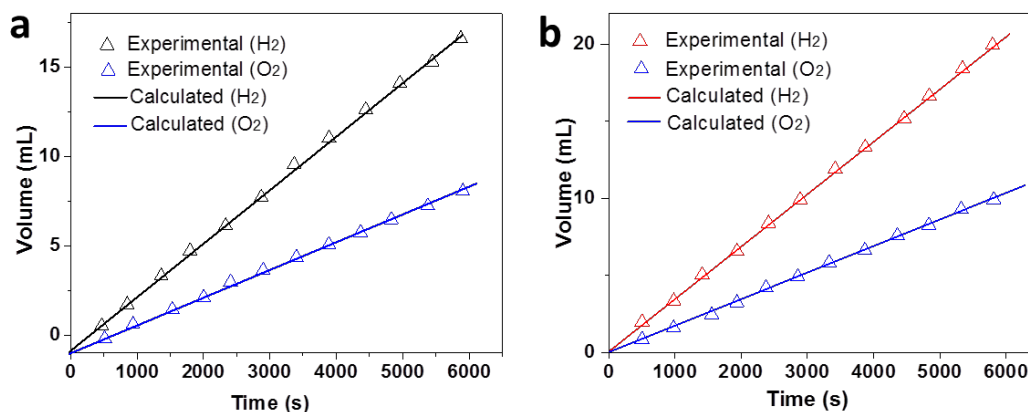 a
Experimental (H2)
Experimental (O2)
Calculated (H2)
Calculated (O2)
Volume (mL)
15
10
5
0
0 1000 2000 3000 4000 5000 6000
Time (s)
b
Experimental (H2)
Experimental (O2)
Calculated (H2)
Calculated (O2)
Volume (mL)
20
10
0
0 1000 2000 3000 4000 5000 6000
Time (s)